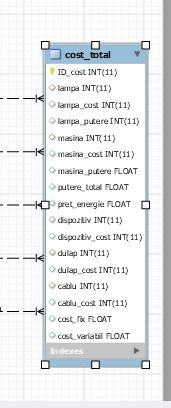 cost_total
ID_cost INT(11)
lampa INT(11)
lampa_cost INT(11)
lampa_putere INT(11)
masina INT(11)
masina_cost INT(11)
masina_putere FLOAT
putere_total FLOAT
pret_energie FLOAT
dispozitiv INT(11)
dispozitiv_cost INT(11)
dulap INT(11)
dulap_cost INT(11)
cablu INT(11)
cablu_cost INT(11)
cost_fix FLOAT
cost_variabil FLOAT
Indexes